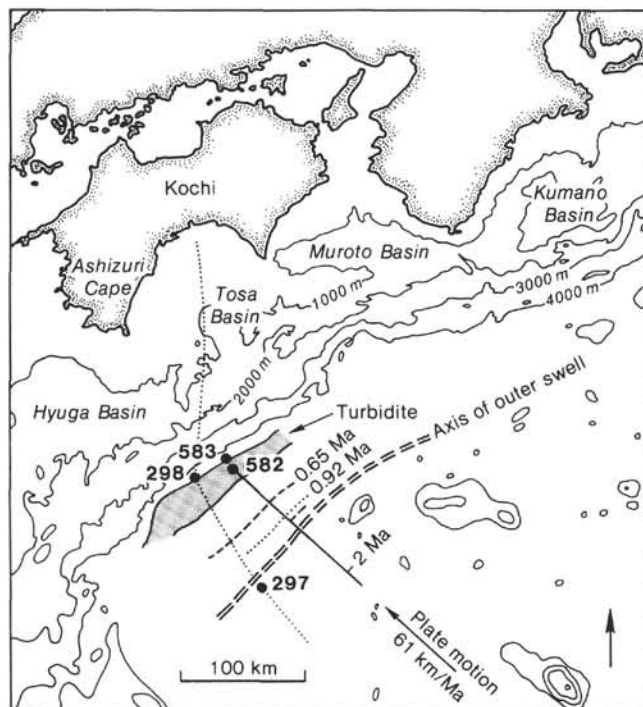 Kochi
Kumano
Basin
Muroto Basin
Ashizuri
Cape
Tosa
Basin
1000 m
3000 m
4000 m
2000 m
Hyuga Basin
Axis of outer swell
Turbidite
583
0.65 Ma
0.92 Ma
298
582
2 Ma
297
Plate motion
61 km/Ma
100 km